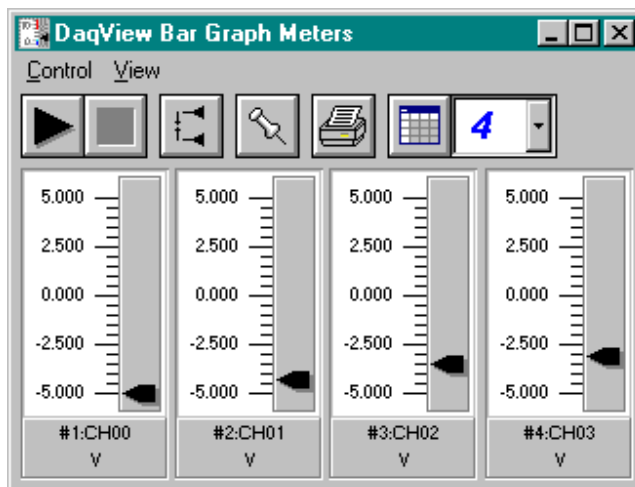 DaqView Bar Graph Meters
Control View
4
5.000 5.000 5.000 5.000
2.500 2.500 2.500 2.500
0.000 0.000 0.000 0.000
-2.500 -2.500 -2.500 -2.500
-5.000 -5.000 -5.000 -5.000
#1:CH00 #2:CH01 #3:CH02 #4:CH03
V V V V